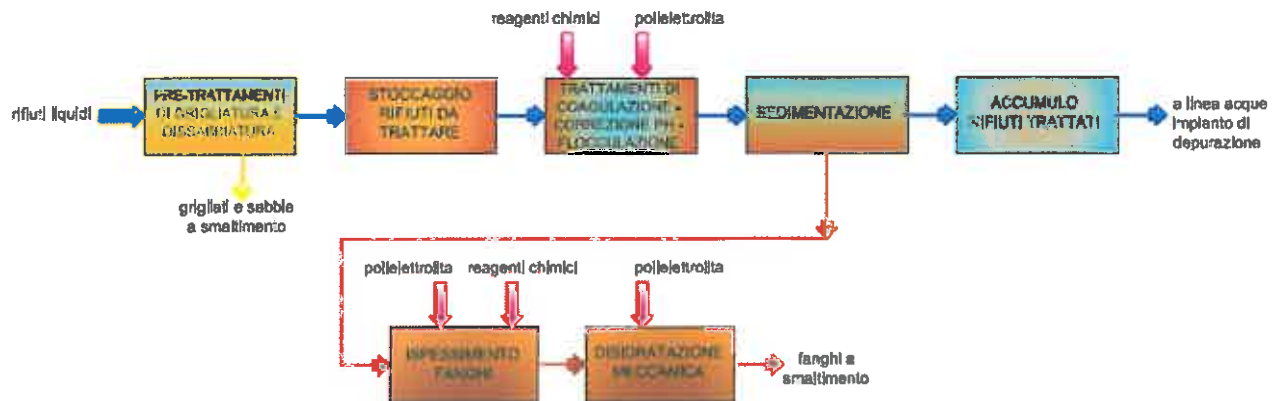 reagenti chimici
polielettrolita
rifiuti liquidi
PRE-TRATTAMENTI
DI GRIGLIATURA E
DISSABBIATURA
STOCCAGGIO
RIFIUTI DA
TRATTARE
TRATTAMENTI DI
COAGULAZIONE -
CORREZIONE PH -
FLOCCULAZIONE
SEDIMENTAZIONE
ACCUMULO
RIFIUTI TRATTATI
a linea acque
impianto di
depurazione
grigliati e sabbie
a smaltimento
polielettrolita
reagenti chimici
polielettrolita
ISPESSIMENTO
FANGHI
DISIDRATAZIONE
MECCANICA
fanghi a
smaltimento